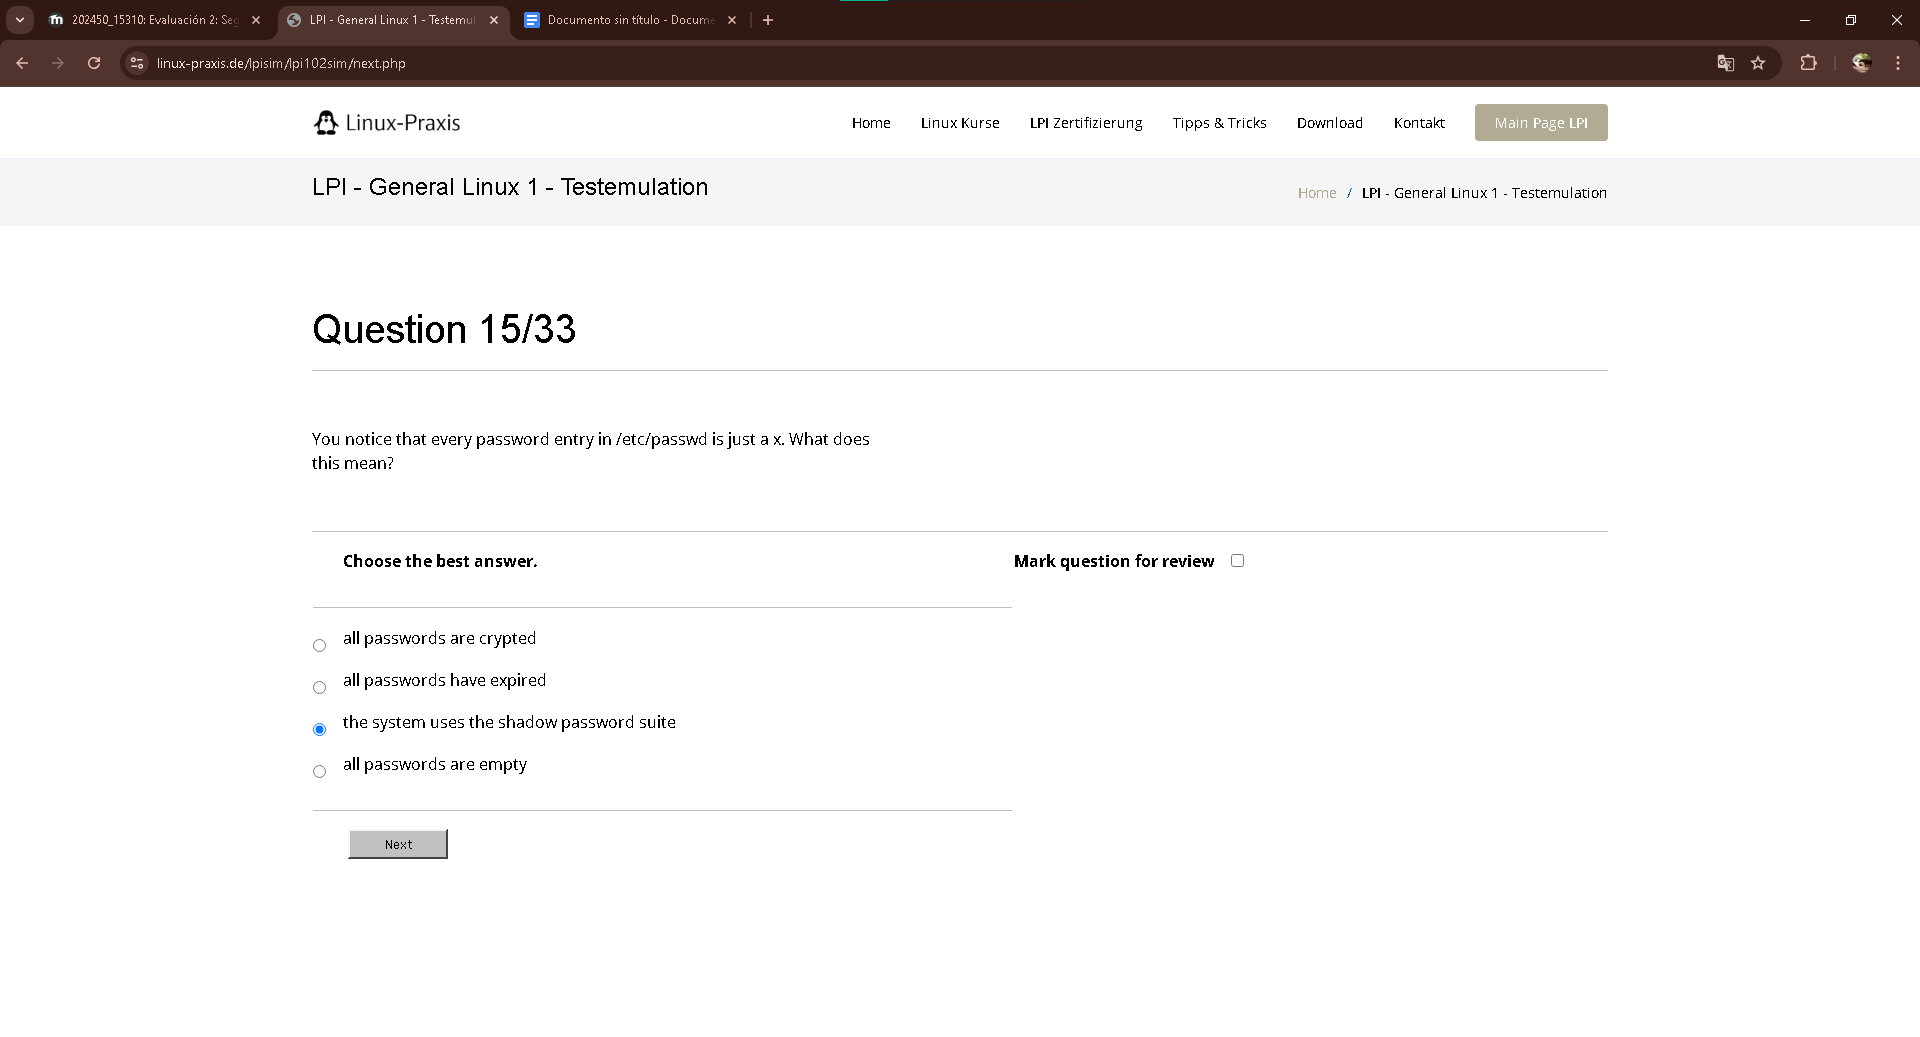 202450_15310: Evaluación 2: Seg
LPI - General Linux 1 - Testemul
Documento sin título - Docume
linux-praxis.de/lpisim/lpi102sim/next.php
Linux-Praxis
Home
Linux Kurse
LPI Zertifizierung
Tipps & Tricks
Download
Kontakt
Main Page LPI
LPI - General Linux 1 - Testemulation
Home / LPI - General Linux 1 - Testemulation
Question 15/33
You notice that every password entry in /etc/passwd is just a x. What does
this mean?
Choose the best answer.
Mark question for review
all passwords are crypted
all passwords have expired
the system uses the shadow password suite
all passwords are empty
Next